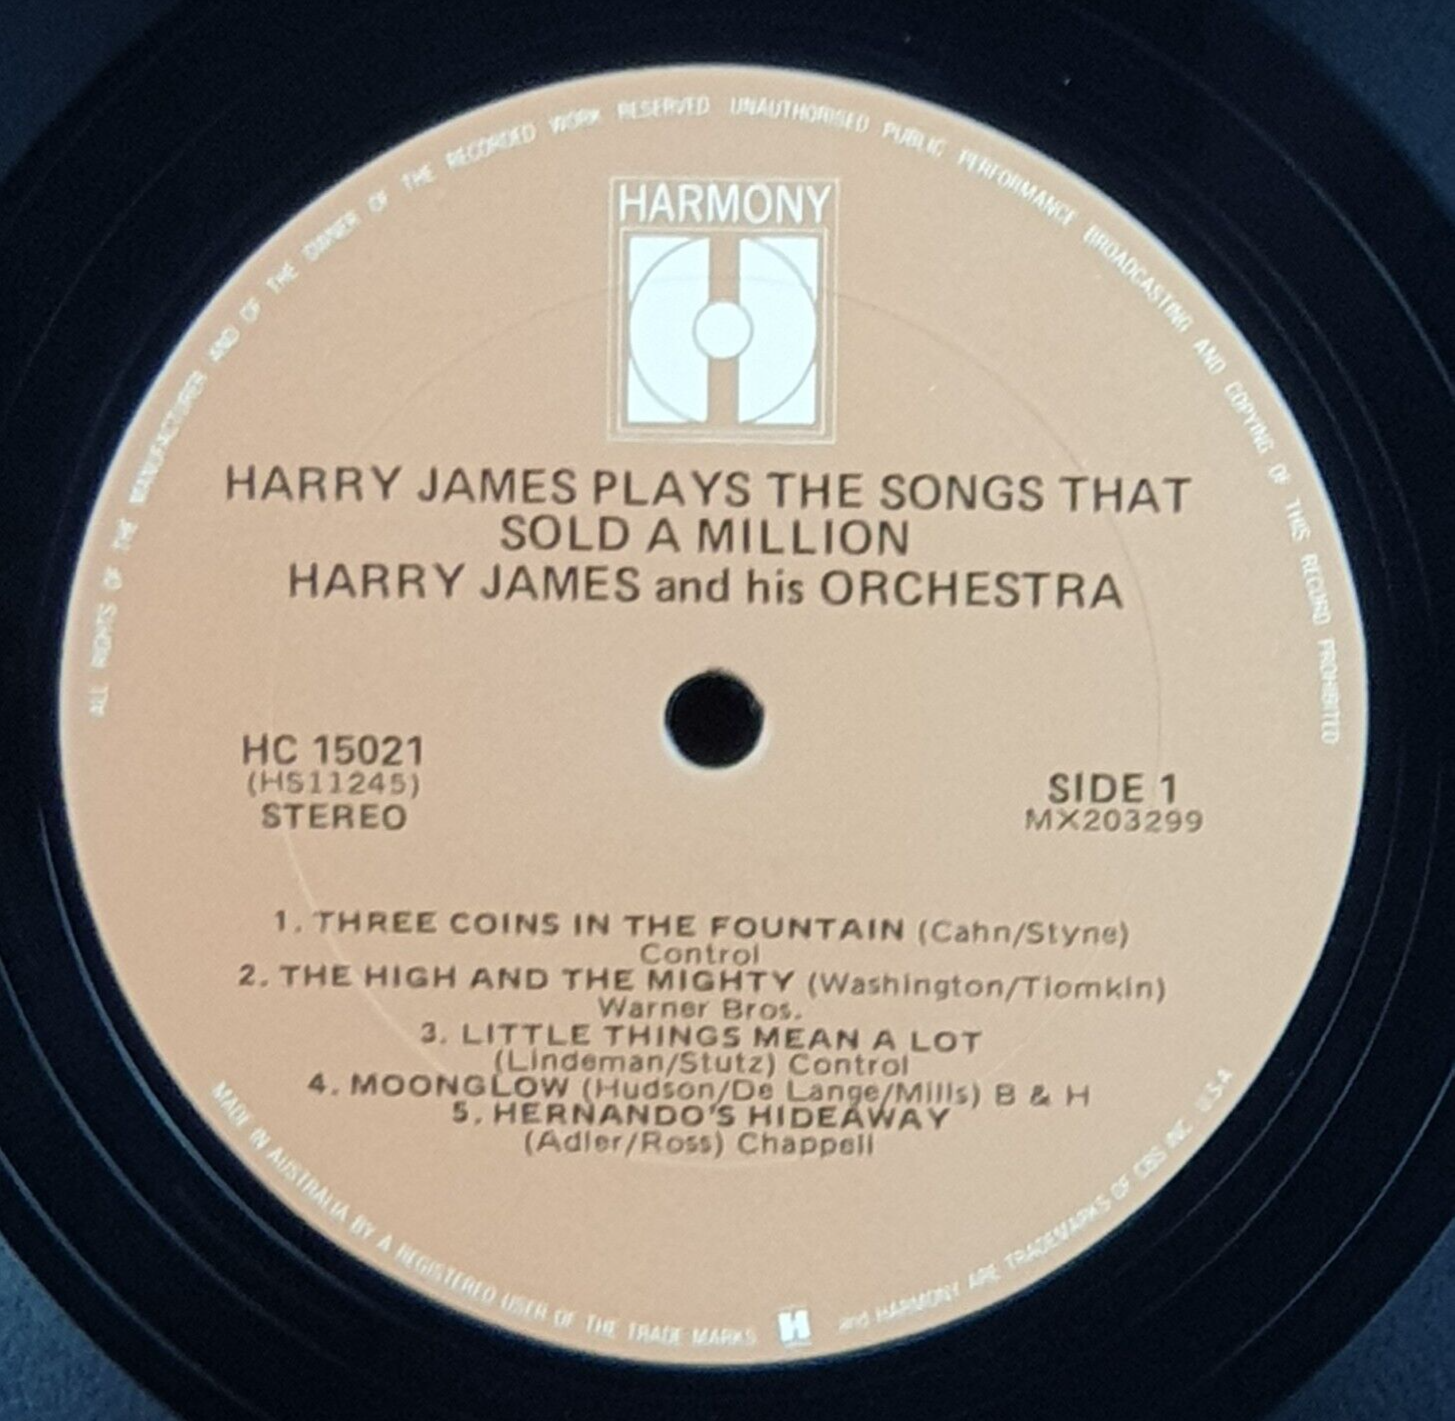 ALL RIGHTS OF THE MANUFACTURER AND OF THE OWNER OF THE RECORDED WORK RESERVED UNAUTHORISED PUBLIC PERFORMANCE BROADCASTING AND COPYING OF THIS RECORD PROHIBITED
HARMONY
HARRY JAMES PLAYS THE SONGS THAT
SOLD A MILLION
HARRY JAMES and his ORCHESTRA
HC 15021
(HS11245)
STEREO
SIDE 1
MX203299
1. THREE COINS IN THE FOUNTAIN (Cahn/Styne)
Control
2. THE HIGH AND THE MIGHTY (Washington/Tiomkin)
Warner Bros.
3. LITTLE THINGS MEAN A LOT
(Lindeman/Stutz) Control
4. MOONGLOW (Hudson/De Lange/Mills) B & H
5. HERNANDO'S HIDEAWAY
(Adler/Ross) Chappell
MADE IN AUSTRALIA BY A REGISTERED USER OF THE TRADE MARKS H and HARMONY ARE TRADEMARKS OF CBS INC U.S.A